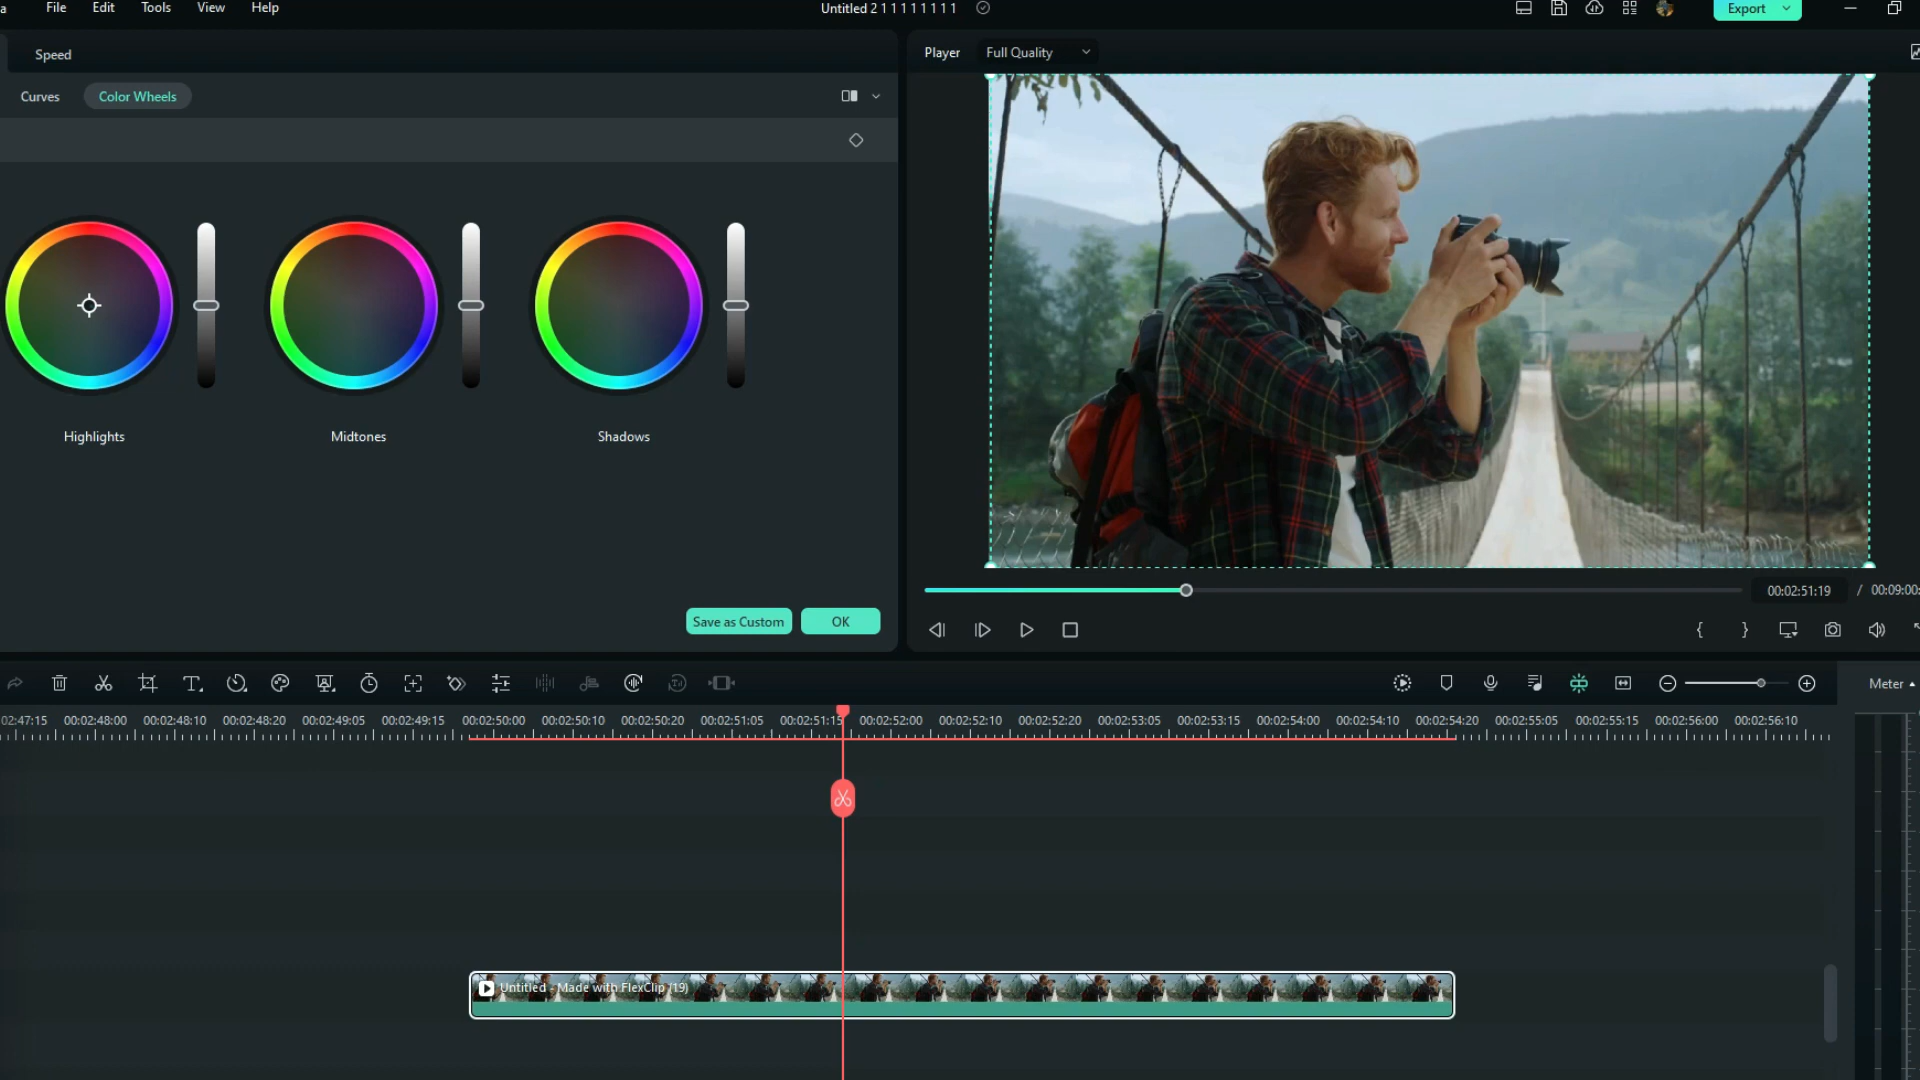 a File Edit Tools View Help Untitled 2 1 1 1 1 1 1 1 1 Export
Speed
Player Full Quality
Curves Color Wheels
Highlights Midtones Shadows
00:02:51:19 / 00:09:00:
Save as Custom OK
Meter
02:47:15 00:02:48:00 00:02:48:10 00:02:48:20 00:02:49:05 00:02:49:15 00:02:50:00 00:02:50:10 00:02:50:20 00:02:51:05 00:02:51:15 00:02:52:00 00:02:52:10 00:02:52:20 00:02:53:05 00:02:53:15 00:02:54:00 00:02:54:10 00:02:54:20 00:02:55:05 00:02:55:15 00:02:56:00 00:02:56:10
Untitled - Made with FlexClip (19)